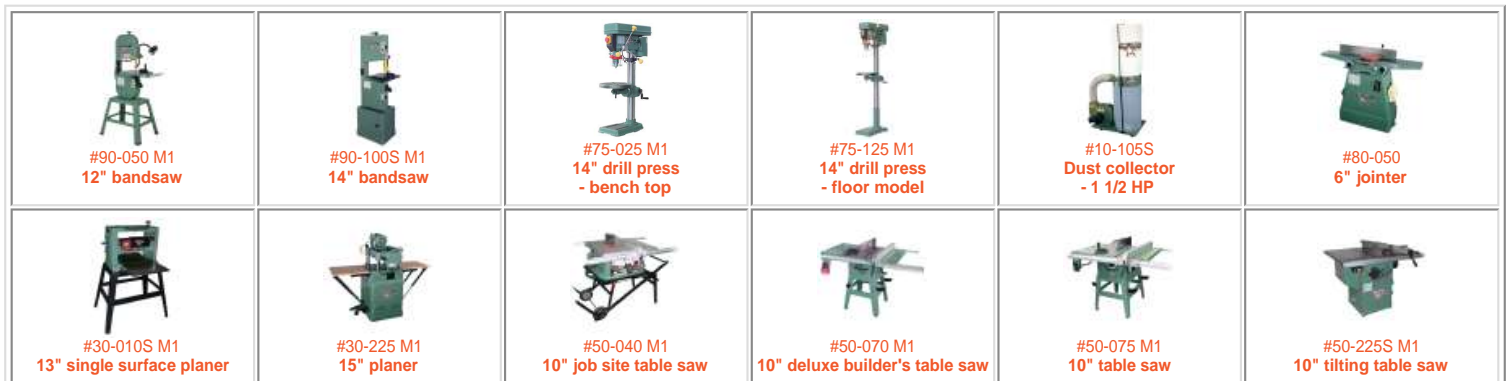 #90-050 M1
12" bandsaw
#90-100S M1
14" bandsaw
#75-025 M1
14" drill press
- bench top
#75-125 M1
14" drill press
- floor model
#10-105S
Dust collector
- 1 1/2 HP
#80-050
6" jointer
#30-010S M1
13" single surface planer
#30-225 M1
15" planer
#50-040 M1
10" job site table saw
#50-070 M1
10" deluxe builder's table saw
#50-075 M1
10" table saw
#50-225S M1
10" tilting table saw